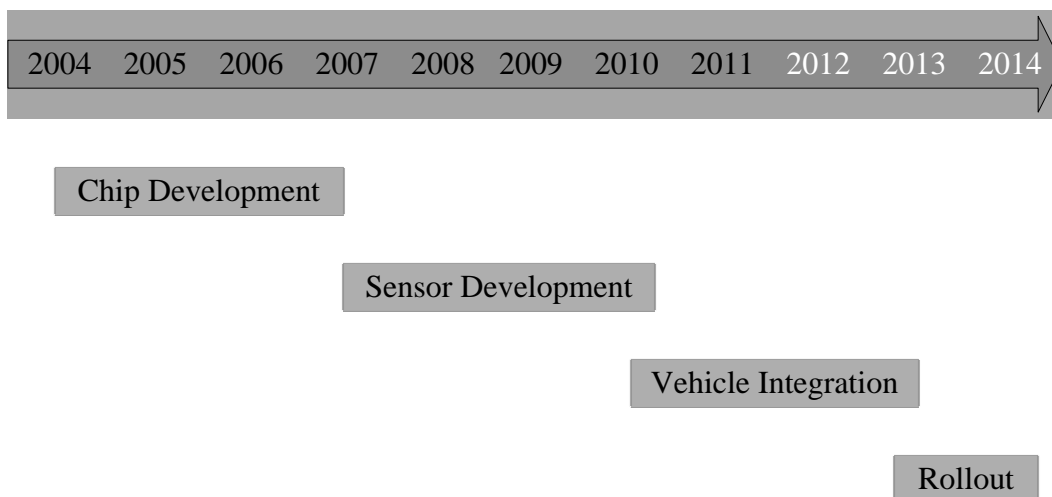 2004 2005 2006 2007 2008 2009 2010 2011 2012 2013 2014
Chip Development
Sensor Development
Vehicle Integration
Rollout